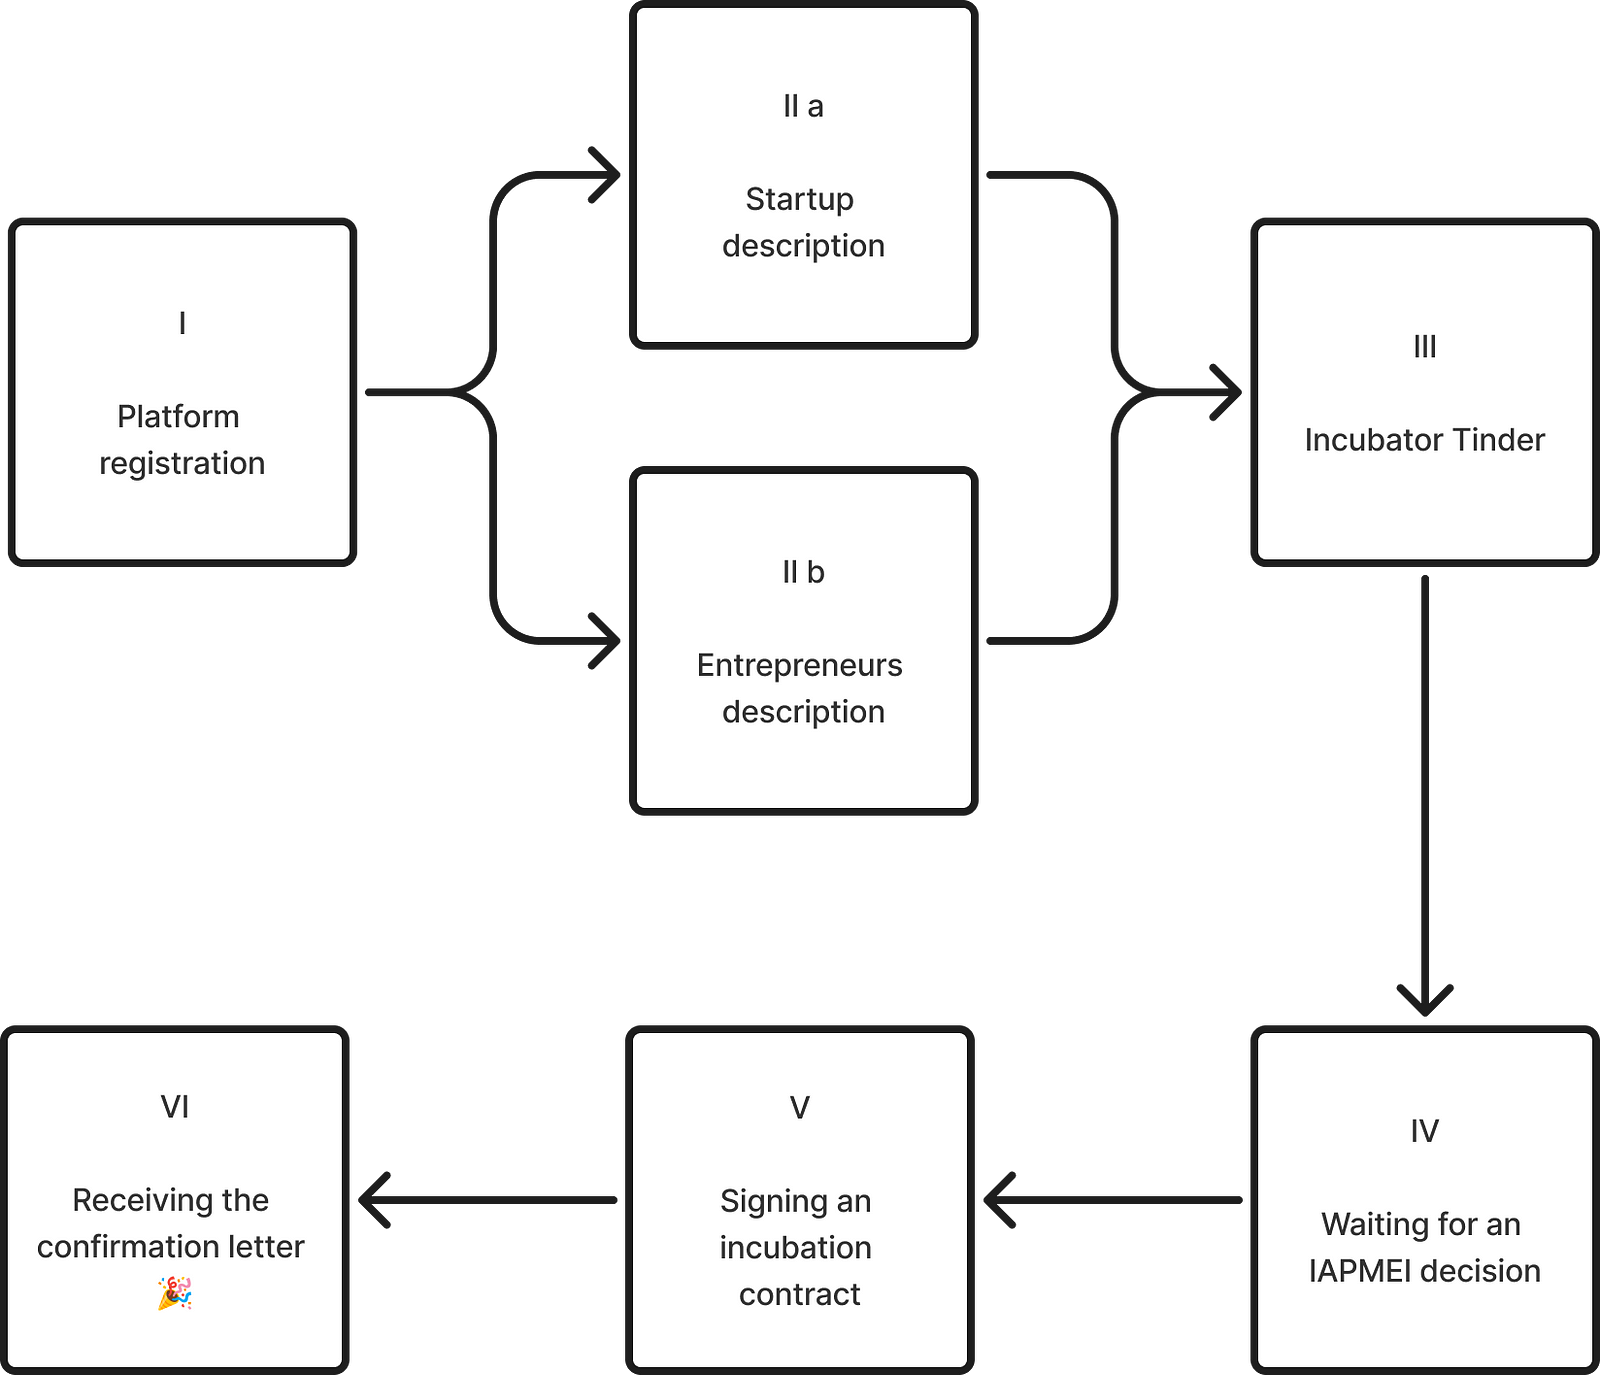 I
Platform
registration
II a
Startup
description
II b
Entrepreneurs
description
III
Incubator Tinder
IV
Waiting for an
IAPMEI decision
V
Signing an
incubation
contract
VI
Receiving the
confirmation letter
🎉